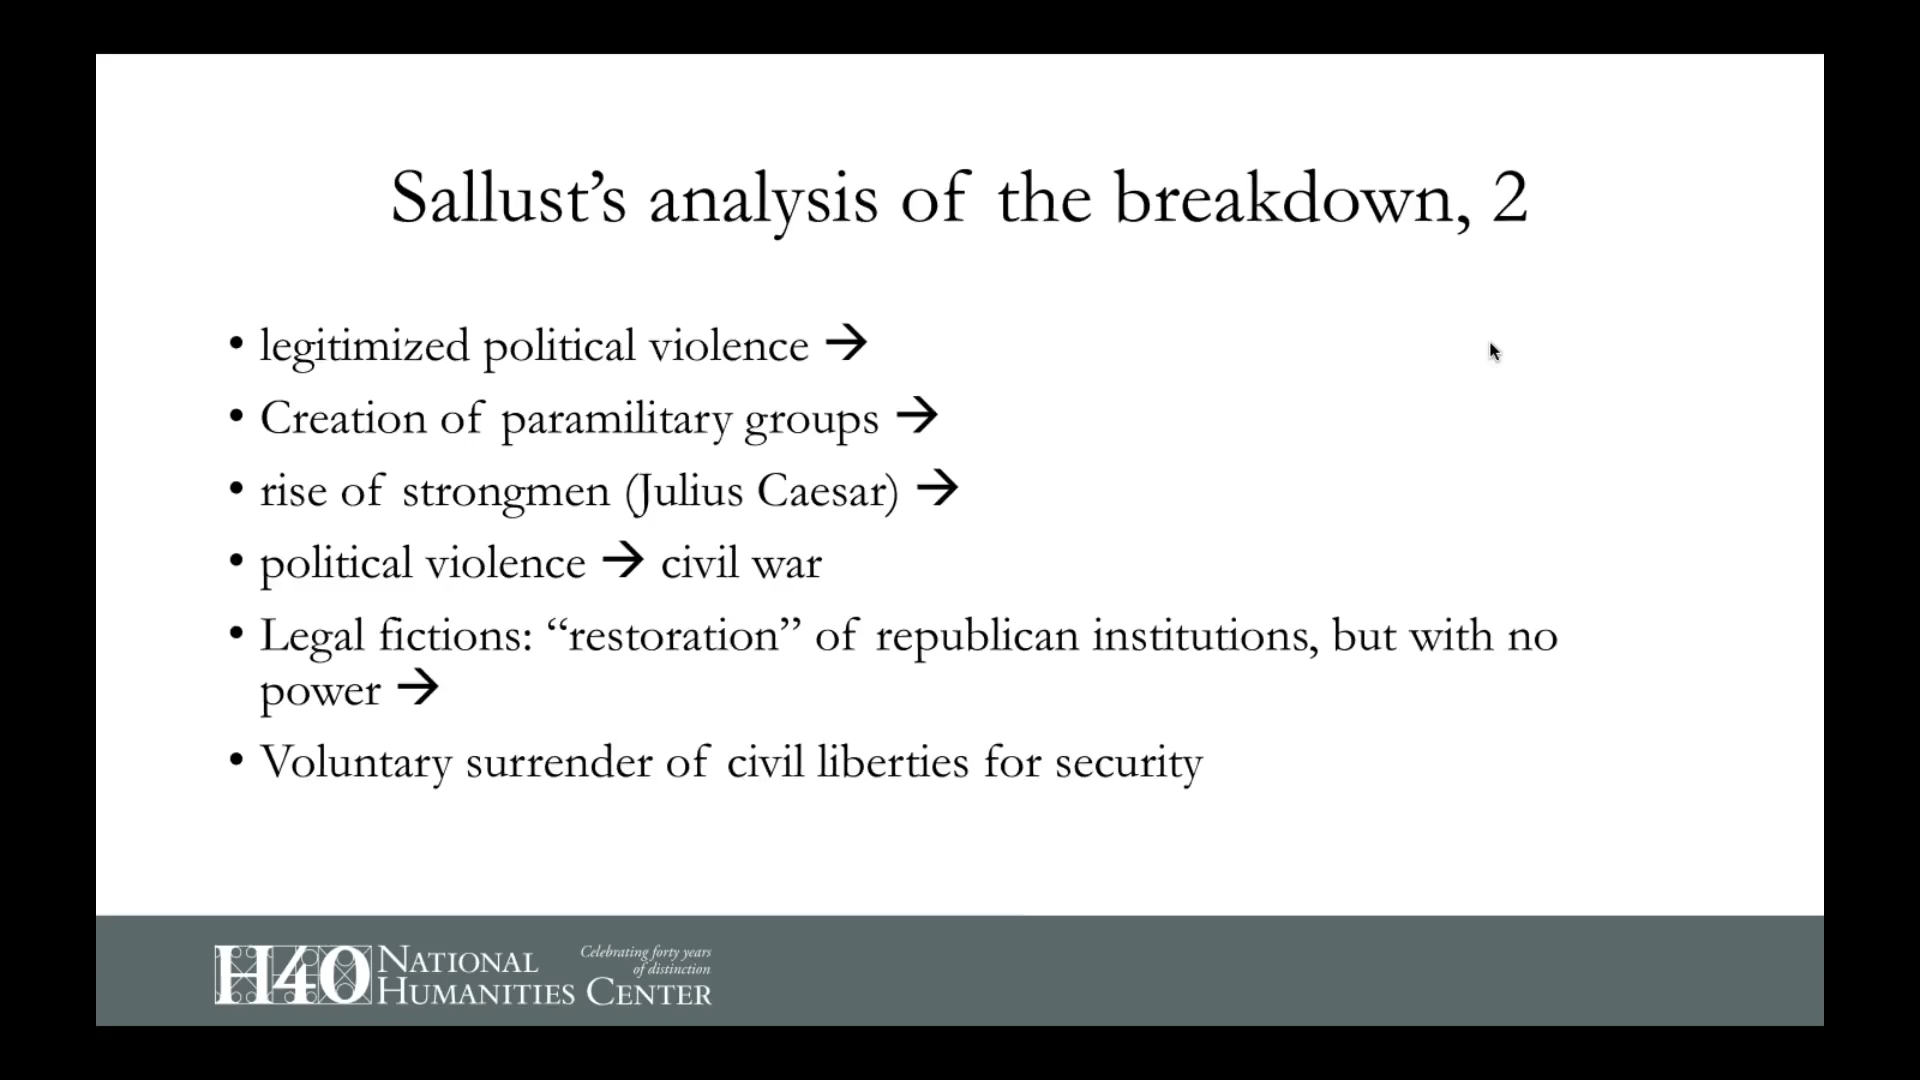 Sallust’s analysis of the breakdown, 2
• legitimized political violence →
• Creation of paramilitary groups →
• rise of strongmen (Julius Caesar) →
• political violence → civil war
• Legal fictions: “restoration” of republican institutions, but with no
power →
• Voluntary surrender of civil liberties for security
H40 NATIONAL HUMANITIES CENTER
Celebrating forty years
of distinction